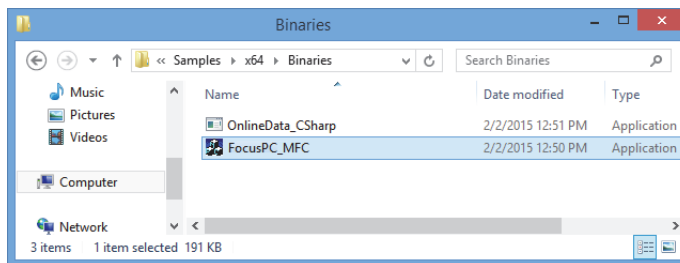 Binaries
« Samples x64 Binaries Search Binaries
Music
Pictures
Videos
Computer
Network
Name Date modified Type
OnlineData_CSharp 2/2/2015 12:51 PM Application
FocusPC_MFC 2/2/2015 12:50 PM Application
3 items 1 item selected 191 KB